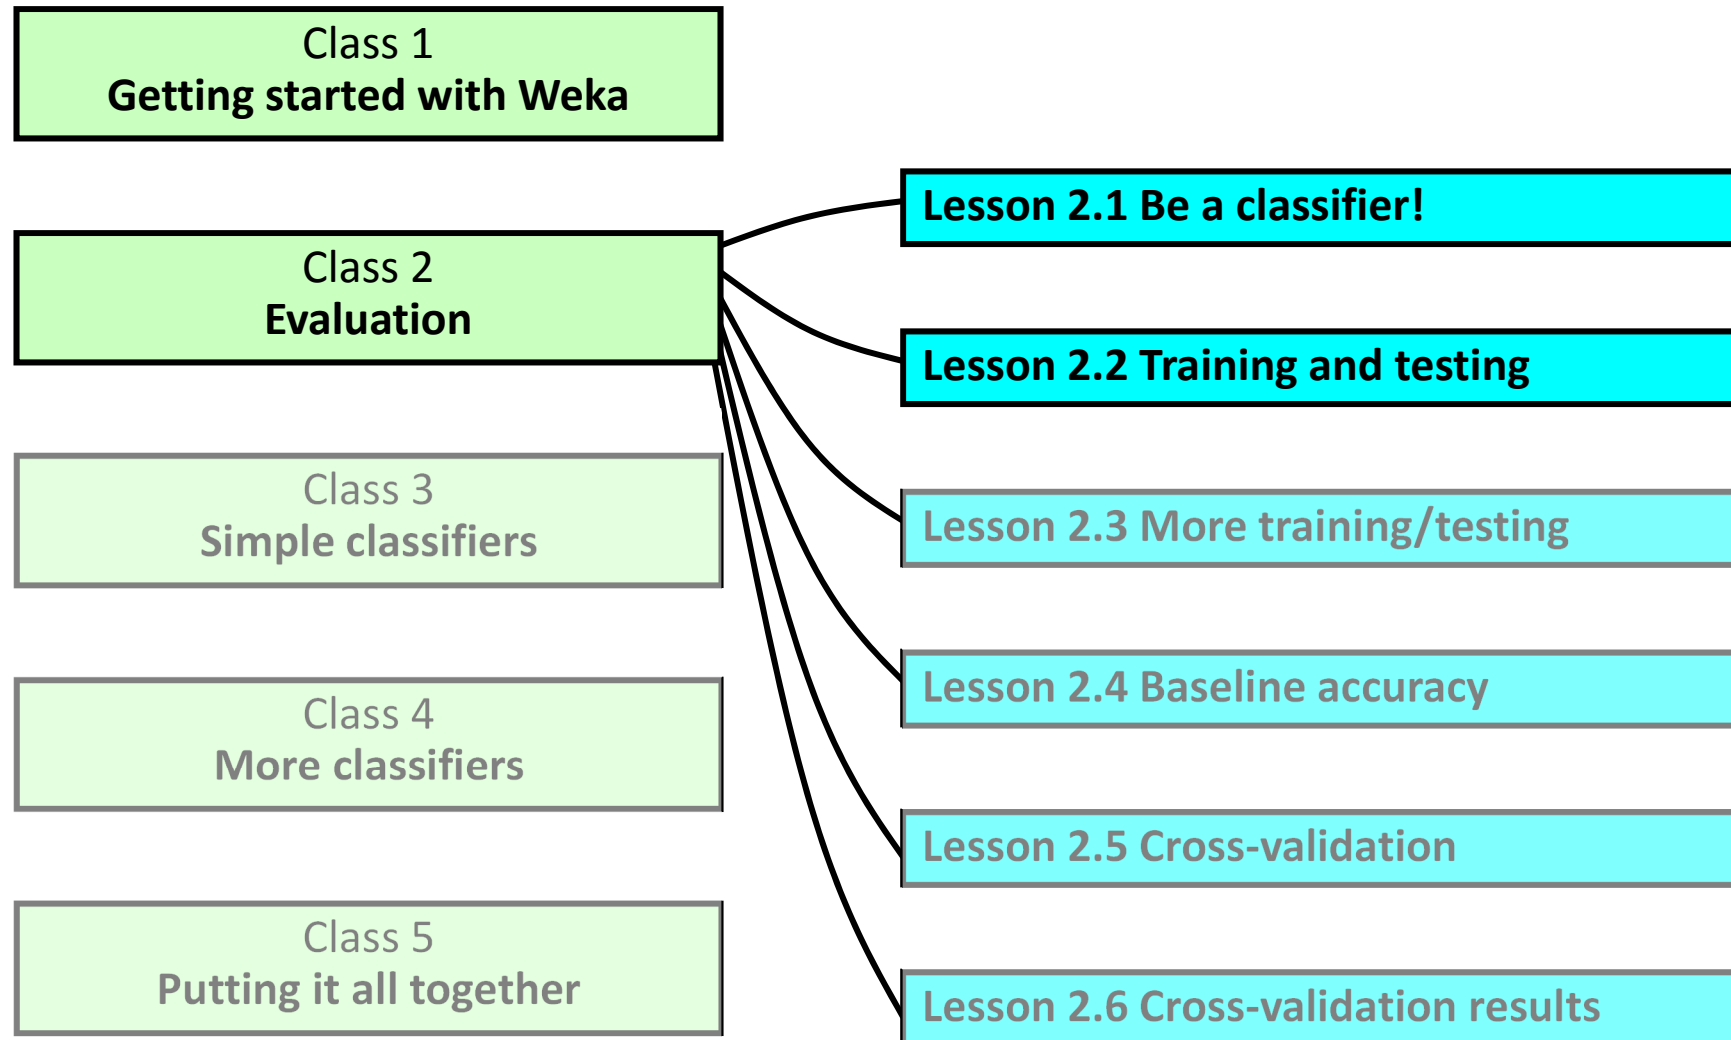 Class 1
Getting started with Weka
Class 2
Evaluation
Class 3
Simple classifiers
Class 4
More classifiers
Class 5
Putting it all together
Lesson 2.1 Be a classifier!
Lesson 2.2 Training and testing
Lesson 2.3 More training/testing
Lesson 2.4 Baseline accuracy
Lesson 2.5 Cross-validation
Lesson 2.6 Cross-validation results